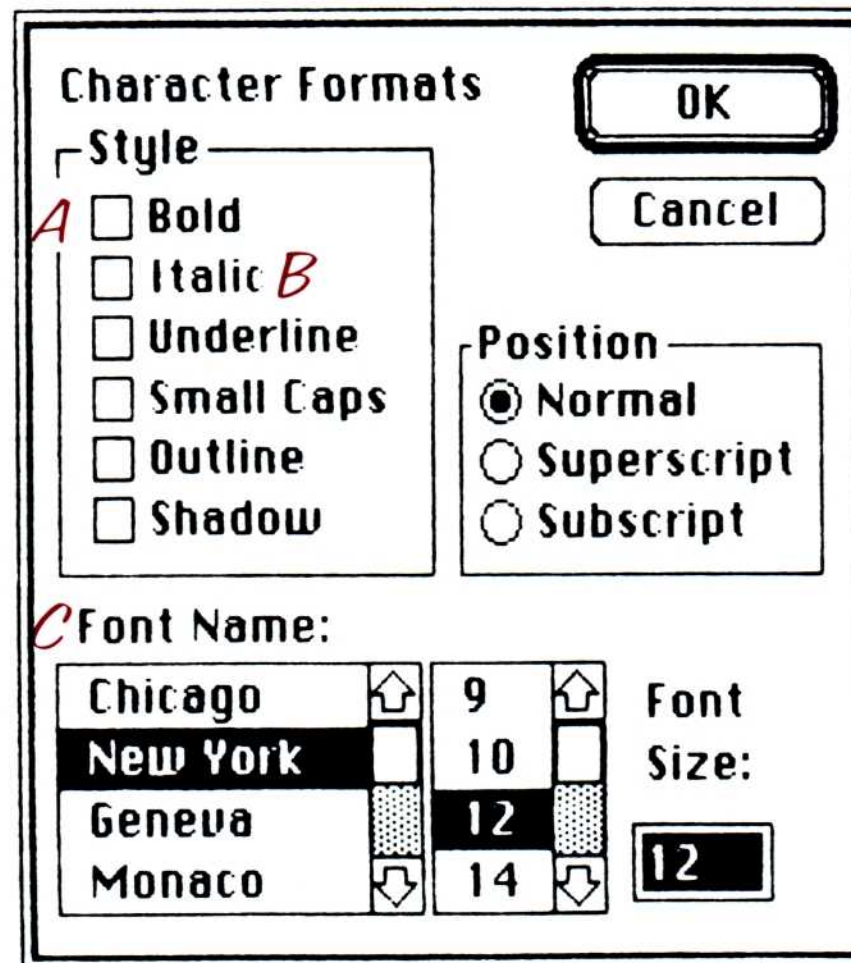 Character Formats
OK
Cancel
Style
A Bold
Italic B
Underline
Small Caps
Outline
Shadow
Position
Normal
Superscript
Subscript
C Font Name:
Chicago
New York
Geneva
Monaco
9
10
12
14
Font
Size:
12